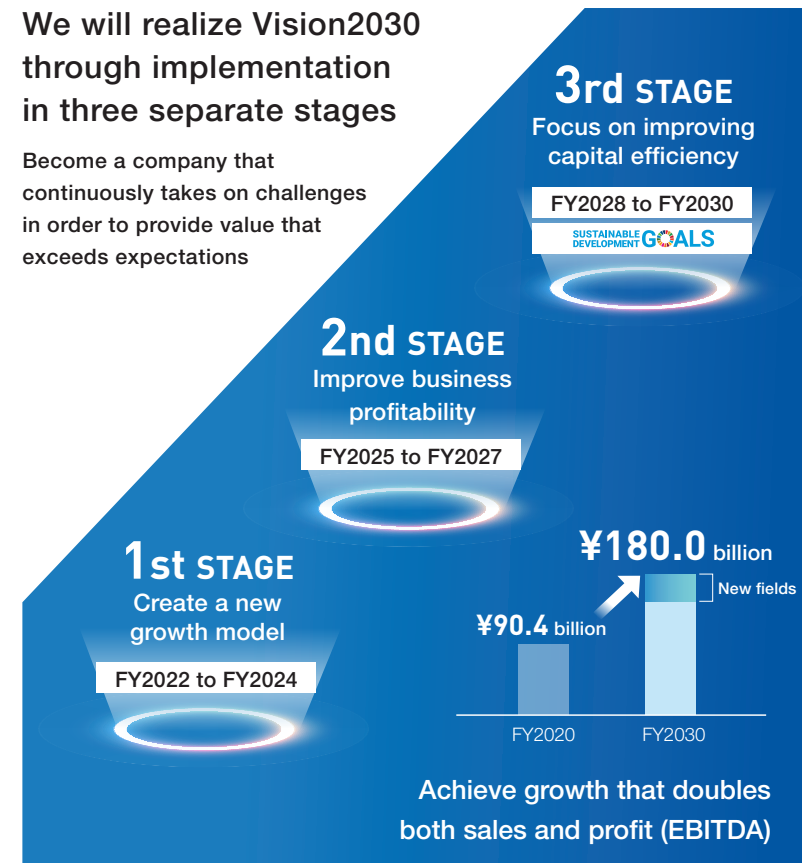 We will realize Vision2030
through implementation
in three separate stages
Become a company that
continuously takes on challenges
in order to provide value that
exceeds expectations
3rd STAGE
Focus on improving
capital efficiency
FY2028 to FY2030
SUSTAINABLE
DEVELOPMENT GOALS
2nd STAGE
Improve business
profitability
FY2025 to FY2027
1st STAGE
Create a new
growth model
FY2022 to FY2024
¥180.0 billion
New fields
¥90.4 billion
FY2020 FY2030
Achieve growth that doubles
both sales and profit (EBITDA)